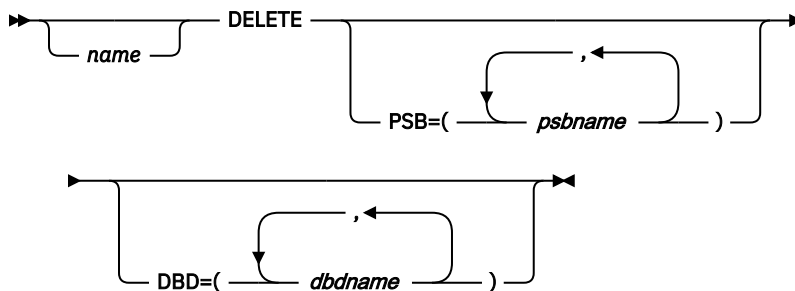 DELETE
name
,
PSB=( psbname )
,
DBD=( dbdname )